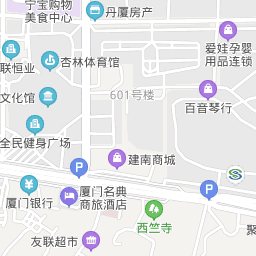 宁宝购物
美食中心
丹厦房产
爱娃孕婴
用品连锁
联恒业
杏林体育馆
601号楼
文化馆
百音琴行
全民健身广场
建南商城
P
厦门银行
厦门名典
商旅酒店
P
西竺寺
友联超市